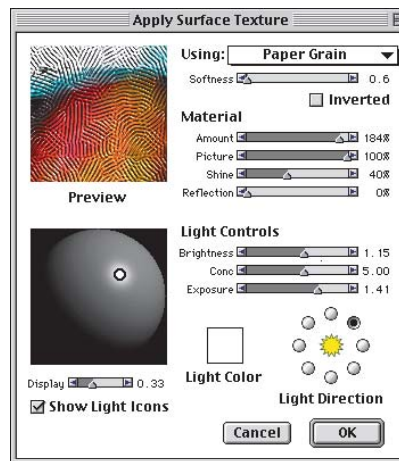 Apply Surface Texture
Using: Paper Grain
Softness 0.6
Inverted
Material
Amount 184%
Picture 100%
Shine 40%
Reflection 0%
Preview
Light Controls
Brightness 1.15
Conc 5.00
Exposure 1.41
Display 0.33
Show Light Icons
Light Color
Light Direction
Cancel
OK